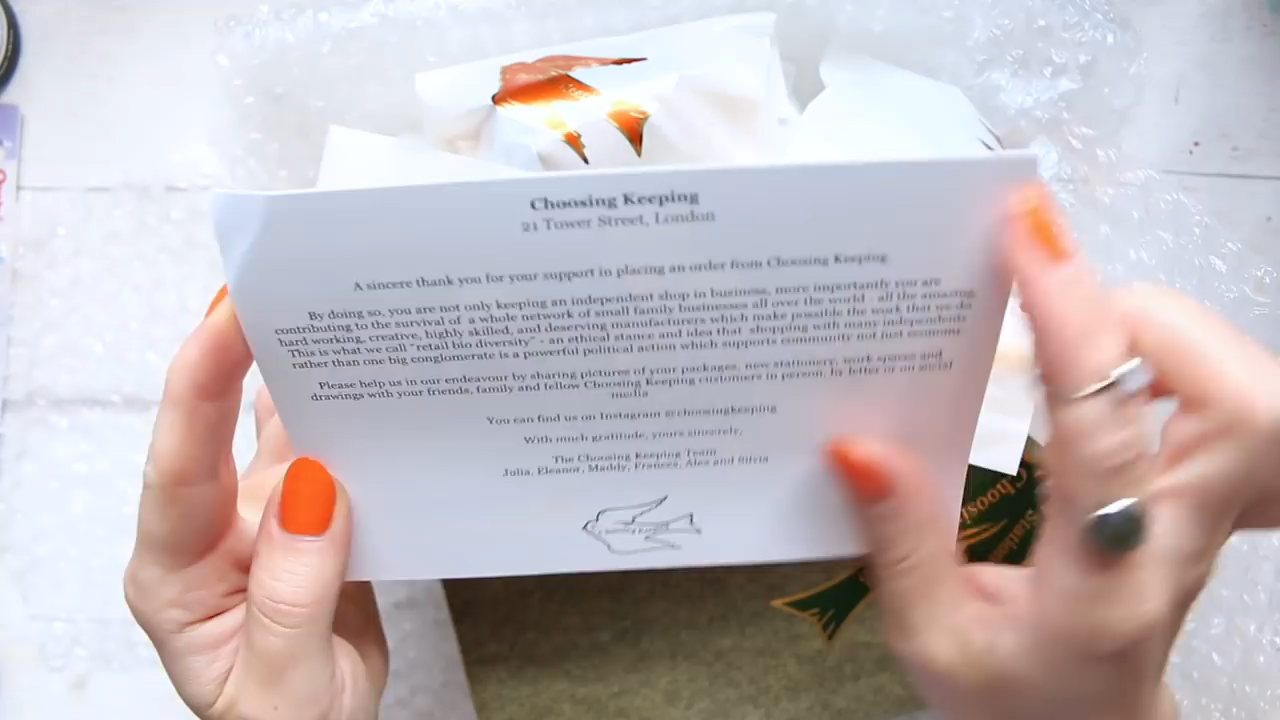 Choosing Keeping
21 Tower Street, London
A sincere thank you for your support in placing an order from Choosing Keeping
By doing so, you are not only keeping an independent shop in business, more importantly you are
contributing to the survival of a whole network of small family businesses all over the world - all the amazing,
hard working, creative, highly skilled, and deserving manufacturers which make possible the work that we do
This is what we call "retail bio diversity" - an ethical stance and idea that shopping with many independents
rather than one big conglomerate is a powerful political action which supports community not just economy
Please help us in our endeavour by sharing pictures of your packages, new stationery, work spaces and
drawings with your friends, family and fellow Choosing Keeping customers in person, by letter or on social
media
You can find us on Instagram @choosingkeeping
With much gratitude, yours sincerely,
The Choosing Keeping Team
Julia, Eleanor, Maddy, Frances, Alea and Silvia